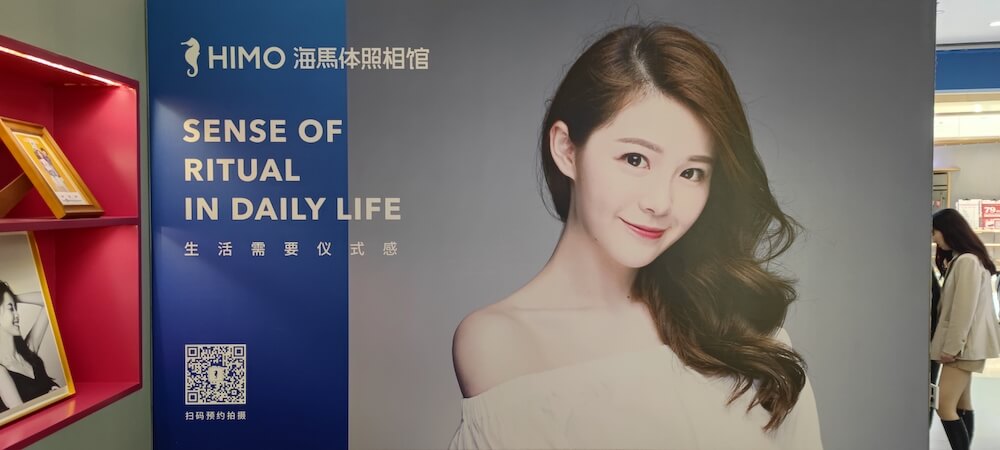 HIMO 海馬体照相馆
SENSE OF
RITUAL
IN DAILY LIFE
生活需要仪式感
扫码预约拍摄
79